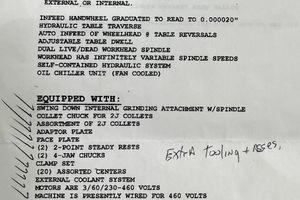 EXTERNAL OR INTERNAL.
INFEED HANDWHEEL GRADUATED TO READ TO 0.000020"
HYDRAULIC TABLE TRAVERSE
AUTO INFEED OF WHEELHEAD @ TABLE REVERSALS
ADJUSTABLE TABLE DWELL
DUAL LIVE/DEAD WORKHEAD SPINDLE
WORKHEAD HAS INFINITELY VARIABLE SPINDLE SPEEDS
SELF-CONTAINED HYDRAULIC SYSTEM
OIL CHILLER UNIT (FAN COOLED)
EQUIPPED WITH:
SWING DOWN INTERNAL GRINDING ATTACHMENT W/SPINDLE
COLLET CHUCK FOR 2J COLLETS
ASSORTMENT OF 2J COLLETS
ADAPTOR PLATE
FACE PLATE
(2) 2-POINT STEADY RESTS
(2) 4-JAW CHUCKS
CLAMP SET
(20) ASSORTED CENTERS
EXTERNAL COOLANT SYSTEM
MOTORS ARE 3/60/230-460 VOLTS
MACHINE IS PRESENTLY WIRED FOR 460 VOLTS
Extra tooling +